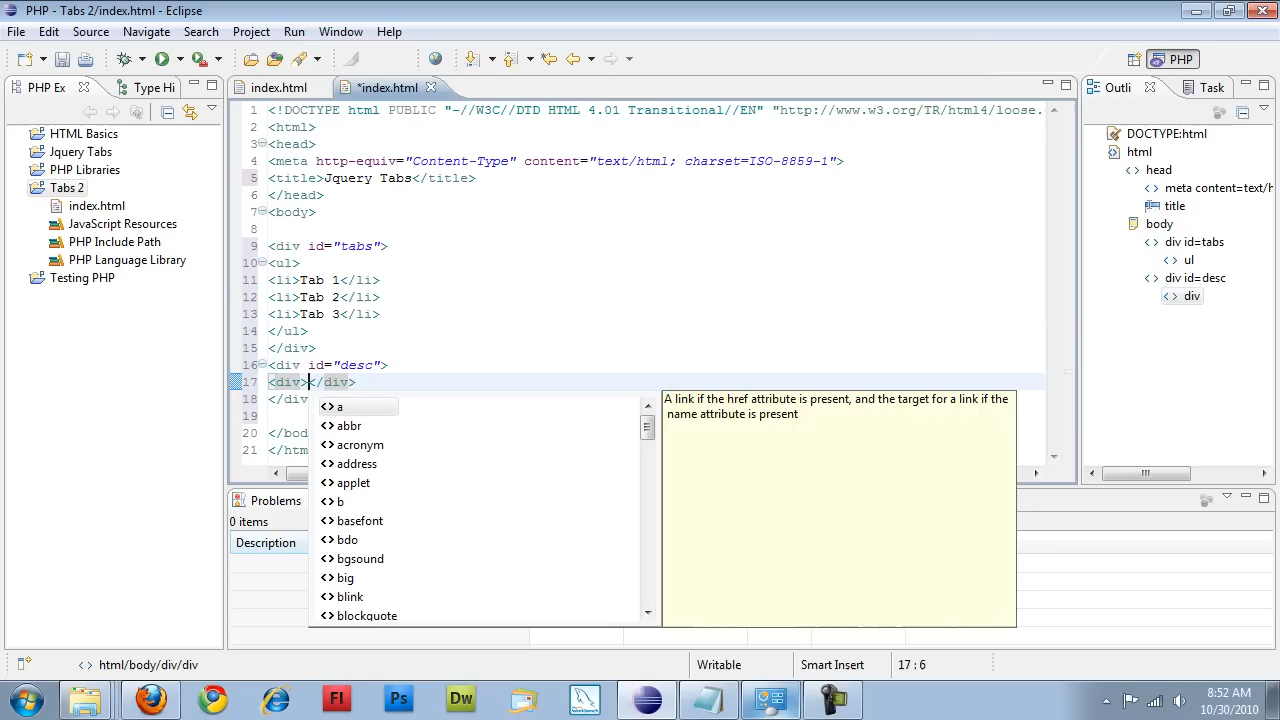 PHP - Tabs 2/index.html - Eclipse
File Edit Source Navigate Search Project Run Window Help
PHP
PHP Ex
Type Hi
index.html
*index.html
Outli
Task
HTML Basics
Jquery Tabs
PHP Libraries
Tabs 2
index.html
JavaScript Resources
PHP Include Path
PHP Language Library
Testing PHP
1 <!DOCTYPE html PUBLIC "-//W3C//DTD HTML 4.01 Transitional//EN" "http://www.w3.org/TR/html4/loose.
2 <html>
3 <head>
4 <meta http-equiv="Content-Type" content="text/html; charset=ISO-8859-1">
5 <title>Jquery Tabs</title>
6 </head>
7 <body>
8
9 <div id="tabs">
10 <ul>
11 <li>Tab 1</li>
12 <li>Tab 2</li>
13 <li>Tab 3</li>
14 </ul>
15 </div>
16 <div id="desc">
17 <div></div>
18 </div
19
20 </bod
21 </htm
<> a
<> abbr
<> acronym
<> address
<> applet
<> b
<> basefont
<> bdo
<> bgsound
<> big
<> blink
<> blockquote
A link if the href attribute is present, and the target for a link if the
name attribute is present
DOCTYPE:html
html
<> head
<> meta content=text/h
title
body
<> div id=tabs
<> ul
<> div id=desc
<> div
Problems
0 items
Description
<> html/body/div/div
Writable
Smart Insert
17 : 6
Fl
Ps
Dw
Workbench
8:52 AM
10/30/2010